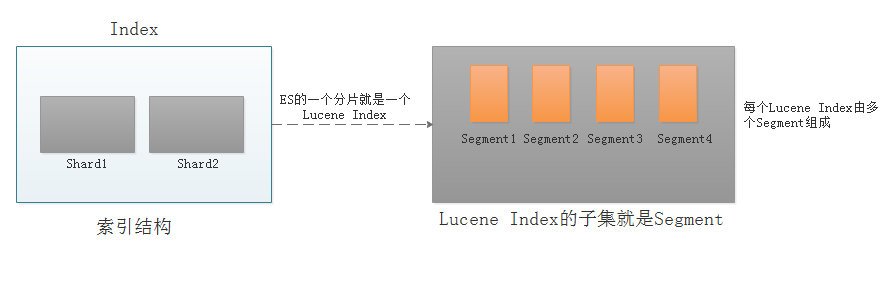 Index
Shard1
Shard2
索引结构
ES的一个分片就是一个
Lucene Index
Segment1
Segment2
Segment3
Segment4
Lucene Index的子集就是Segment
每个Lucene Index由多
个Segment组成